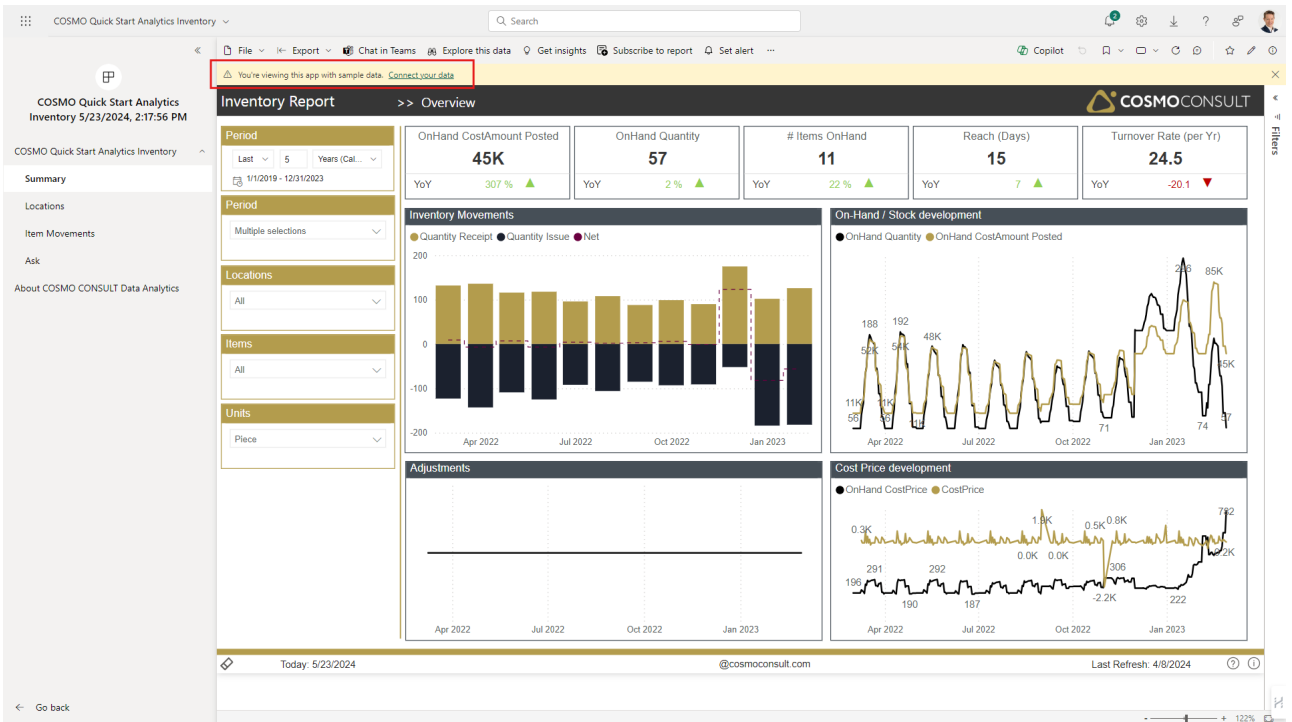 COSMO Quick Start Analytics Inventory
Search
2
File
Export
Chat in Teams
Explore this data
Get insights
Subscribe to report
Set alert
Copilot
You're viewing this app with sample data. Connect your data
COSMO Quick Start Analytics
Inventory 5/23/2024, 2:17:56 PM
COSMO Quick Start Analytics Inventory
Summary
Locations
Item Movements
Ask
About COSMO CONSULT Data Analytics
Go back
Inventory Report >> Overview
COSMOCONSULT
Filters
Period
Last 5 Years (Cal...
1/1/2019 - 12/31/2023
Period
Multiple selections
Locations
All
Items
All
Units
Piece
OnHand CostAmount Posted
45K
YoY 307 %
OnHand Quantity
57
YoY 2 %
# Items OnHand
11
YoY 22 %
Reach (Days)
15
YoY 7
Turnover Rate (per Yr)
24.5
YoY -20.1
Inventory Movements
Quantity Receipt Quantity Issue Net
200
100
0
-100
-200
Apr 2022 Jul 2022 Oct 2022 Jan 2023
On-Hand / Stock development
OnHand Quantity OnHand CostAmount Posted
85K
188 192
48K
52K 54K
45K
11K 11K
56 57
11K 71 74
Apr 2022 Jul 2022 Oct 2022 Jan 2023
Adjustments
Apr 2022 Jul 2022 Oct 2022 Jan 2023
Cost Price development
OnHand CostPrice CostPrice
1.9K 0.5K 0.8K
0.3K
0.0K 0.0K
291 292 306
196
190 187 -2.2K 222
Apr 2022 Jul 2022 Oct 2022 Jan 2023
Today: 5/23/2024
@cosmoconsult.com
Last Refresh: 4/8/2024
122%